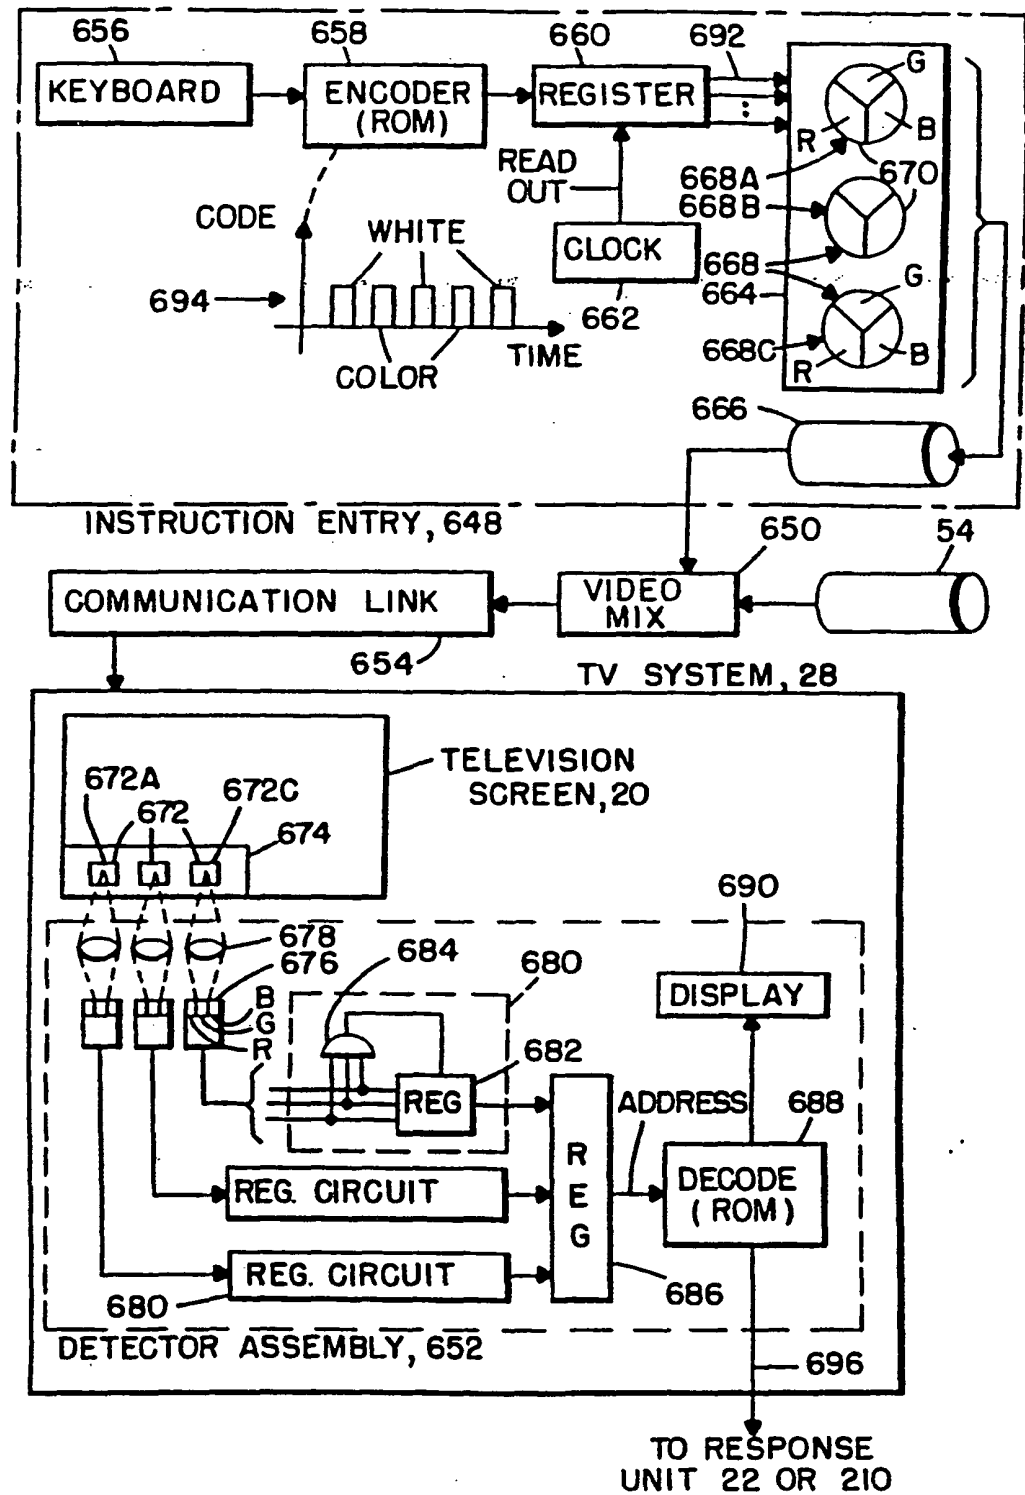 656
658
660
692
KEYBOARD
ENCODER
(ROM)
REGISTER
G
R
B
READ
OUT
668A
670
668B
CODE
WHITE
CLOCK
668
G
694
664
662
TIME
668C
B
R
COLOR
666
INSTRUCTION ENTRY, 648
650
54
COMMUNICATION LINK
VIDEO
MIX
654
TV SYSTEM, 28
TELEVISION
SCREEN, 20
672A
672C
672
674
690
678
684
680
676
DISPLAY
B
G
R
682
REG
ADDRESS
688
REG
DECODE
(ROM)
REG. CIRCUIT
REG. CIRCUIT
680
686
DETECTOR ASSEMBLY, 652
696
TO RESPONSE
UNIT 22 OR 210